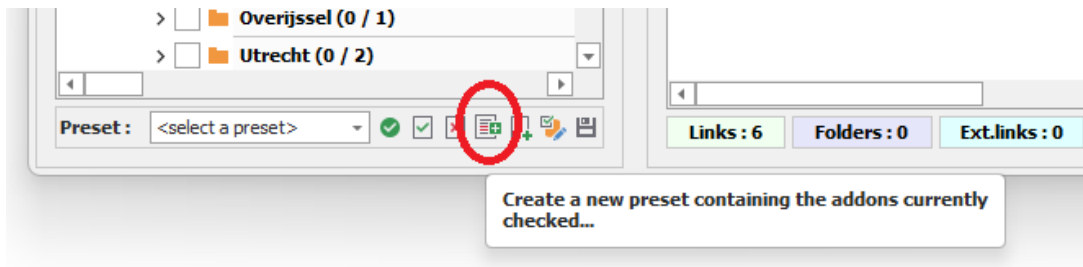 Overijssel (0 / 1)
Utrecht (0 / 2)
Preset : <select a preset>
Links : 6 Folders : 0 Ext.links : 0
Create a new preset containing the addons currently
checked...